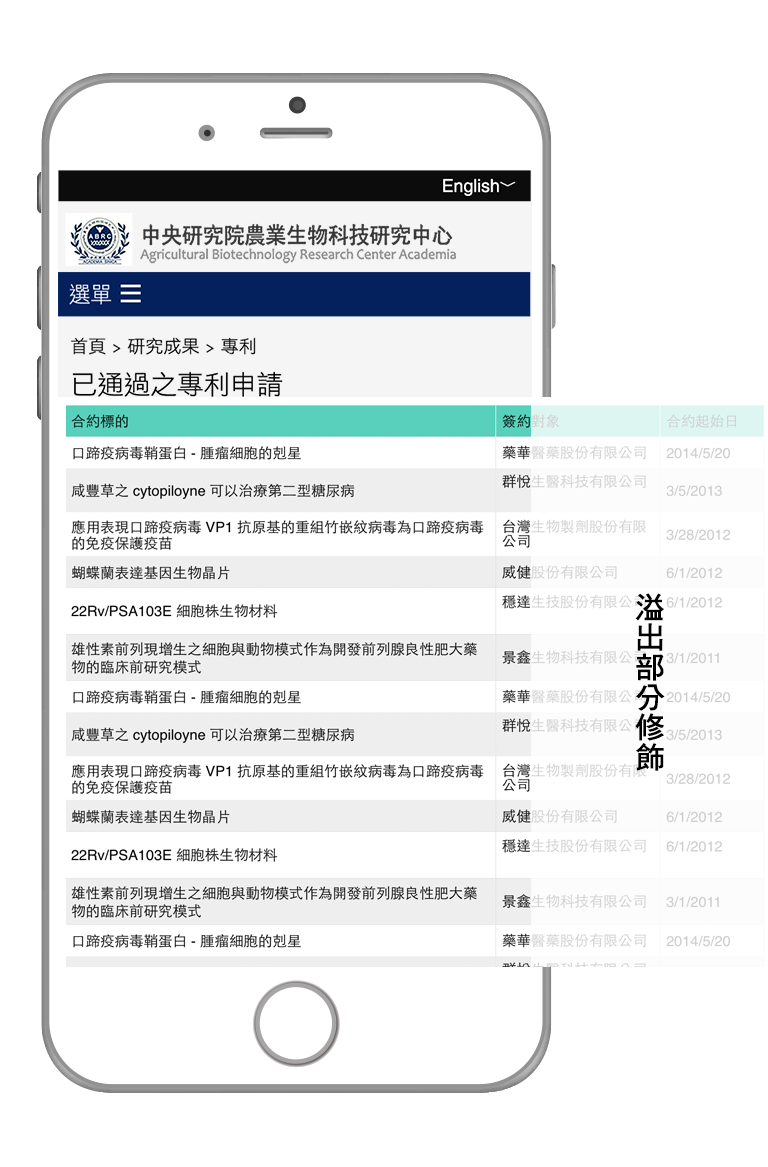 English
ABRC
ACADEMIA SINICA
中央研究院農業生物科技研究中心
Agricultural Biotechnology Research Center Academia
選單
首頁 > 研究成果 > 專利
已通過之專利申請
合約標的 簽約對象 合約起始日
口蹄疫病毒鞘蛋白 - 腫瘤細胞的剋星 藥華醫藥股份有限公司 2014/5/20
咸豐草之 cytopiloyne 可以治療第二型糖尿病 群悅生醫科技有限公司 3/5/2013
應用表現口蹄疫病毒 VP1 抗原基的重組竹嵌紋病毒為口蹄疫病毒 台灣生物製劑股份有限 3/28/2012
的免疫保護疫苗 公司
蝴蝶蘭表達基因生物晶片 威健股份有限公司 6/1/2012
22Rv/PSA103E 細胞株生物材料 穩達生技股份有限公 6/1/2012
雄性素前列現增生之細胞與動物模式作為開發前列腺良性肥大藥
物的臨床前研究模式 景鑫生物科技有限公 3/1/2011
口蹄疫病毒鞘蛋白 - 腫瘤細胞的剋星 藥華醫藥股份有限公 2014/5/20
咸豐草之 cytopiloyne 可以治療第二型糖尿病 群悅生醫科技有限公 3/5/2013
應用表現口蹄疫病毒 VP1 抗原基的重組竹嵌紋病毒為口蹄疫病毒 台灣生物製劑股份有限 3/28/2012
的免疫保護疫苗 公司
蝴蝶蘭表達基因生物晶片 威健股份有限公司 6/1/2012
22Rv/PSA103E 細胞株生物材料 穩達生技股份有限公司 6/1/2012
雄性素前列現增生之細胞與動物模式作為開發前列腺良性肥大藥
物的臨床前研究模式 景鑫生物科技有限公司 3/1/2011
口蹄疫病毒鞘蛋白 - 腫瘤細胞的剋星 藥華醫藥股份有限公司 2014/5/20
溢出部分修飾